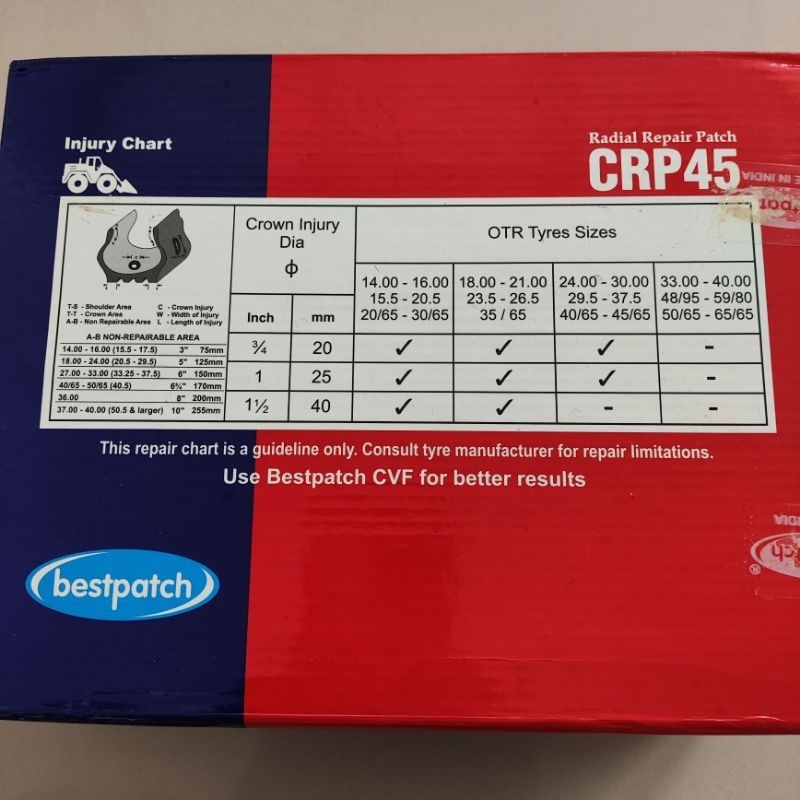 Injury Chart
Radial Repair Patch
CRP45
E IN INDIA
T-S - Shoulder Area
C - Crown Injury
T-T - Crown Area
W - Width of Injury
A-B - Non Repairable Area
L - Length of Injury
A-B NON-REPAIRABLE AREA
14.00 - 16.00 (15.5 - 17.5) 3" 75mm
18.00 - 24.00 (20.5 - 29.5) 5" 125mm
27.00 - 33.00 (33.25 - 37.5) 6" 150mm
40/65 - 50/65 (40.5) 6¾" 170mm
36.00 8" 200mm
37.00 - 40.00 (50.5 & larger) 10" 255mm
Crown Injury
Dia
ϕ
OTR Tyres Sizes
14.00 - 16.00
15.5 - 20.5
20/65 - 30/65
18.00 - 21.00
23.5 - 26.5
35 / 65
24.00 - 30.00
29.5 - 37.5
40/65 - 45/65
33.00 - 40.00
48/95 - 59/80
50/65 - 65/65
Inch mm
¾ 20 ✓ ✓ ✓ -
1 25 ✓ ✓ ✓ -
1½ 40 ✓ ✓ - -
This repair chart is a guideline only. Consult tyre manufacturer for repair limitations.
Use Bestpatch CVF for better results
bestpatch